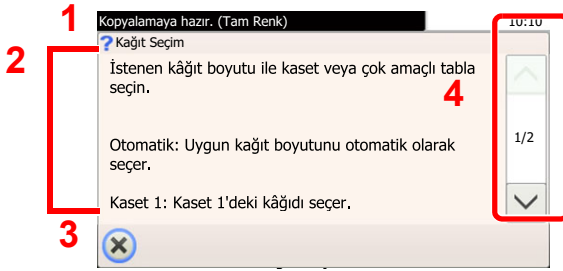 1
Kopyalamaya hazır. (Tam Renk)
10:10
2
?Kağıt Seçim
İstenen kâğıt boyutu ile kaset veya çok amaçlı tabla
seçin.
4
Otomatik: Uygun kağıt boyutunu otomatik olarak
seçer.
1/2
Kaset 1: Kaset 1'deki kâğıdı seçer.
3